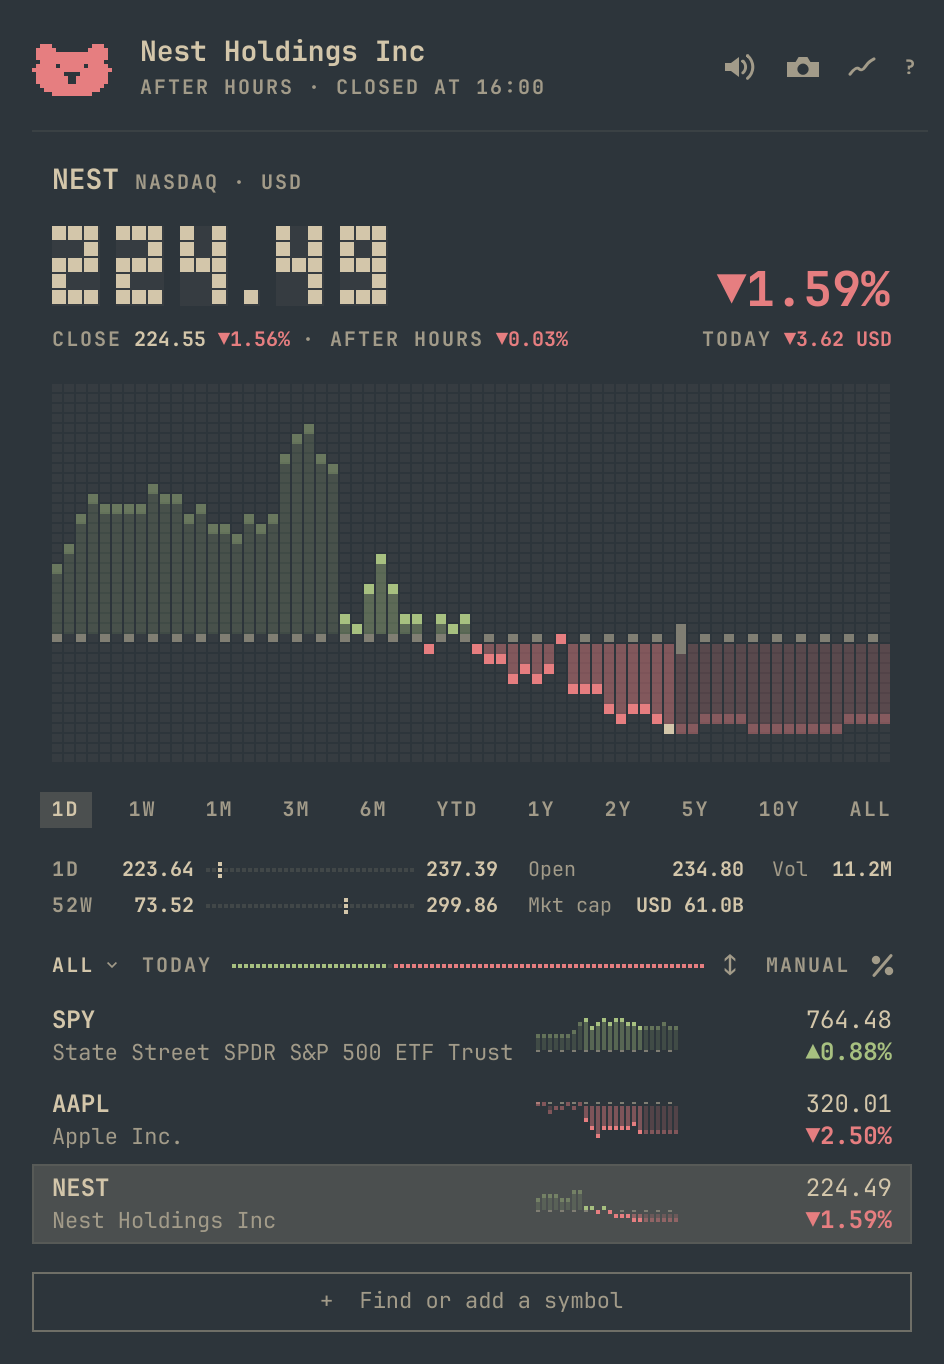 Nest Holdings Inc
AFTER HOURS · CLOSED AT 16:00
?
NEST NASDAQ · USD
224.49
▼1.59%
CLOSE 224.55 ▼1.56% · AFTER HOURS ▼0.03%
TODAY ▼3.62 USD
1D 1W 1M 3M 6M YTD 1Y 2Y 5Y 10Y ALL
1D 223.64 237.39 Open 234.80 Vol 11.2M
52W 73.52 299.86 Mkt cap USD 61.0B
ALL TODAY ↕ MANUAL %
SPY 764.48
State Street SPDR S&P 500 ETF Trust ▲0.88%
AAPL 320.01
Apple Inc. ▼2.50%
NEST 224.49
Nest Holdings Inc ▼1.59%
+ Find or add a symbol